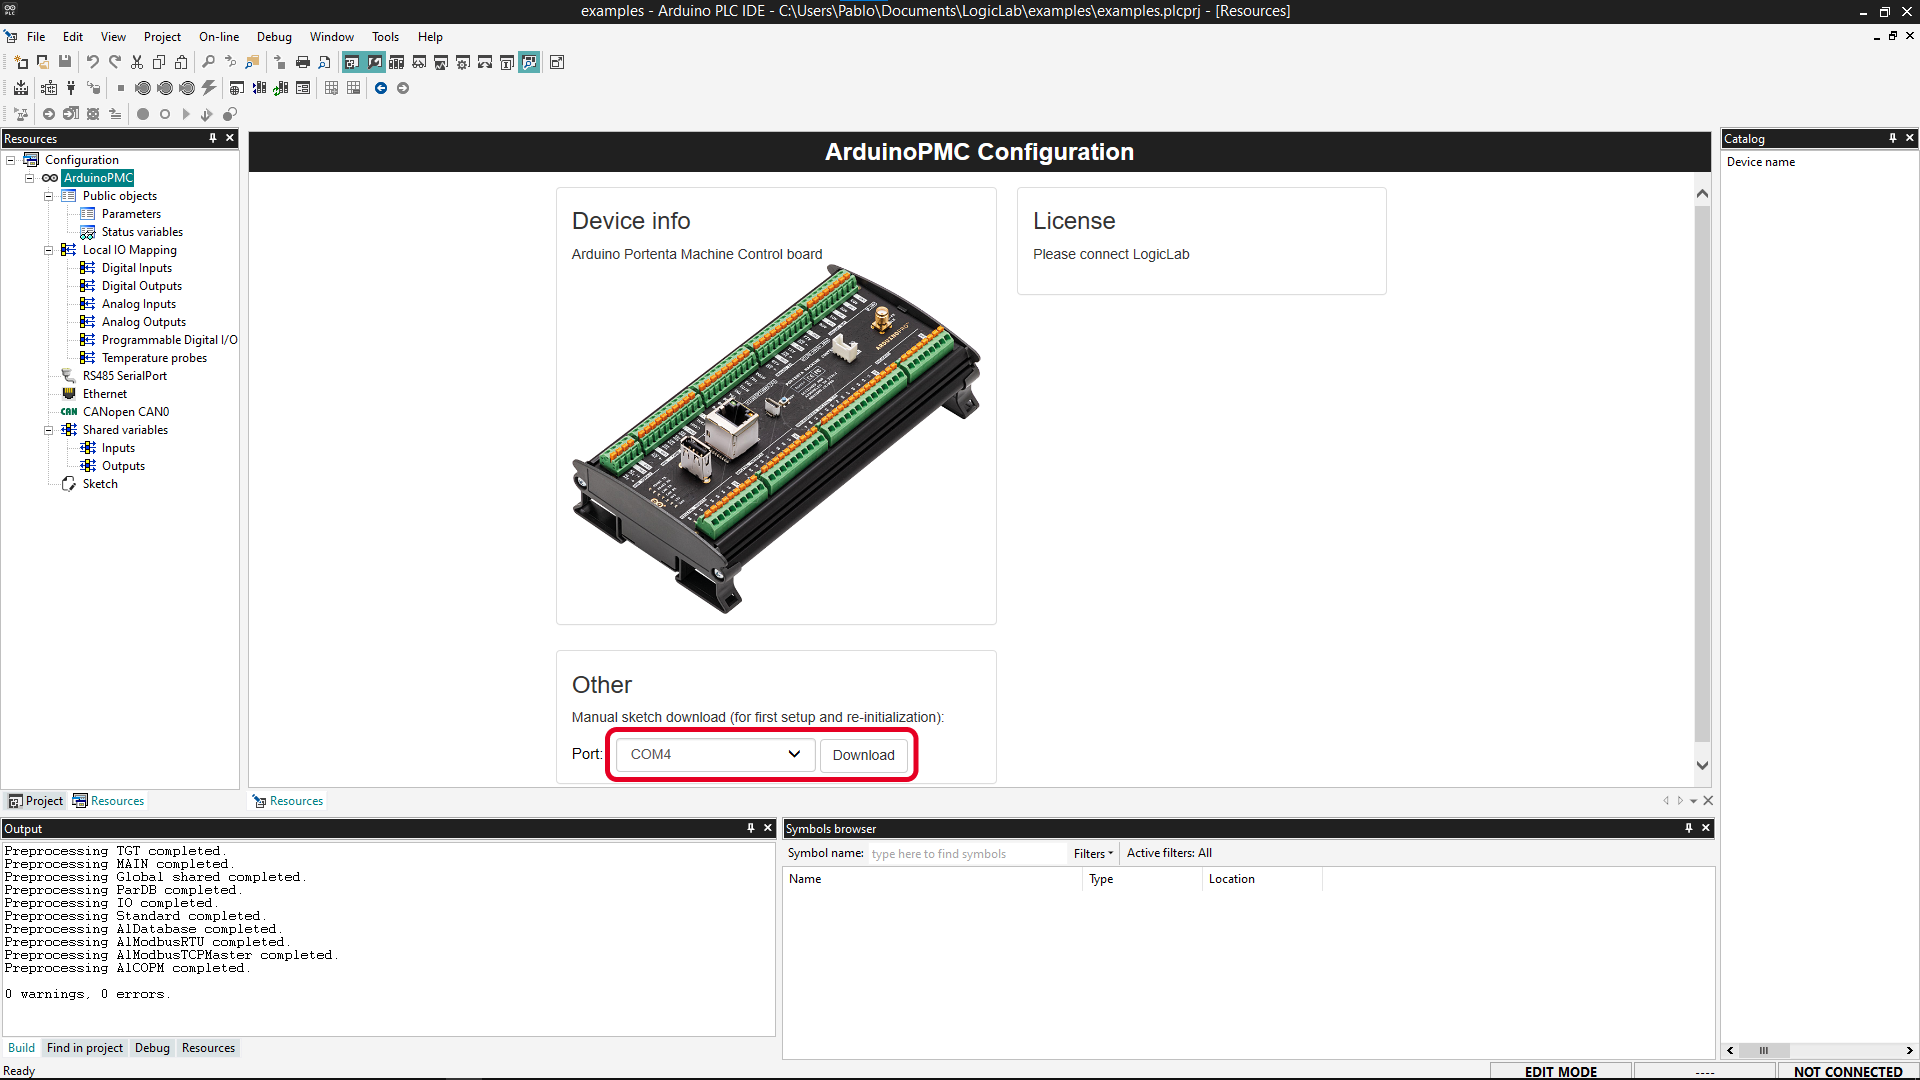 examples - Arduino PLC IDE - C:\Users\Pablo\Documents\LogicLab\examples\examples.plcprj - [Resources]
File Edit View Project On-line Debug Window Tools Help
Resources
Configuration
ArduinoPMC
Public objects
Parameters
Status variables
Local IO Mapping
Digital Inputs
Digital Outputs
Analog Inputs
Analog Outputs
Programmable Digital I/O
Temperature probes
RS485 SerialPort
Ethernet
CAN CANopen CAN0
Shared variables
Inputs
Outputs
Sketch
Project Resources
ArduinoPMC Configuration
Device info
Arduino Portenta Machine Control board
License
Please connect LogicLab
Other
Manual sketch download (for first setup and re-initialization):
Port: COM4 Download
Resources
Catalog
Device name
Output
Preprocessing TGT completed.
Preprocessing MAIN completed.
Preprocessing Global shared completed.
Preprocessing ParDB completed.
Preprocessing IO completed.
Preprocessing Standard completed.
Preprocessing AlDatabase completed.
Preprocessing AlModbusRTU completed.
Preprocessing AlModbusTCPMaster completed.
Preprocessing AlCOPM completed.
0 warnings, 0 errors.
Build Find in project Debug Resources
Symbols browser
Symbol name: type here to find symbols Filters Active filters: All
Name Type Location
Ready
EDIT MODE ---- NOT CONNECTED